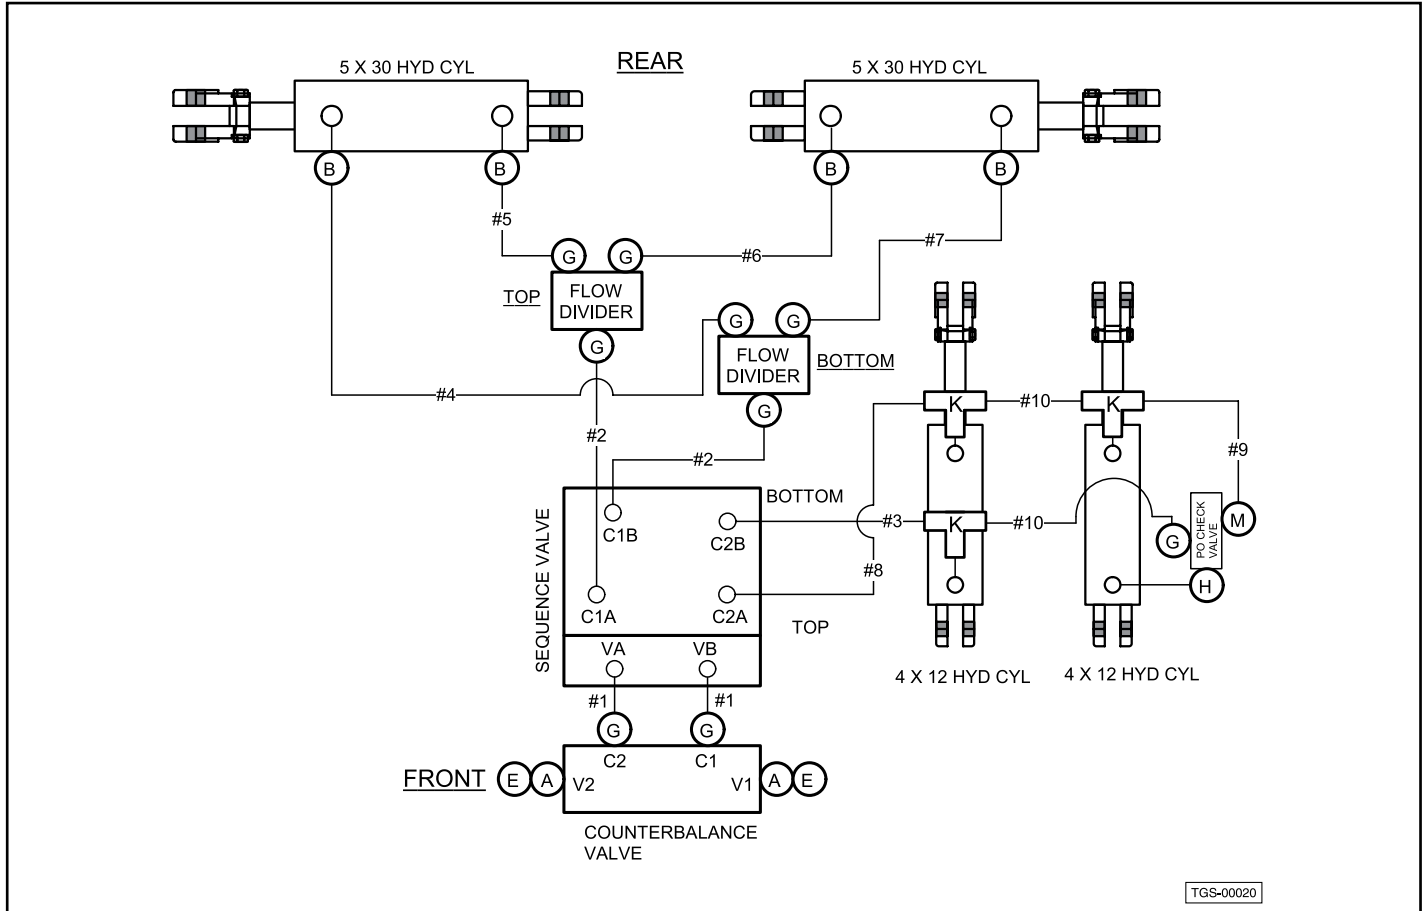 REAR
5 X 30 HYD CYL
5 X 30 HYD CYL
B
B
B
B
#5
#6
#7
G
G
TOP
FLOW
DIVIDER
G
G
G
FLOW
DIVIDER
BOTTOM
G
#4
#2
#2
K
#10
K
#9
SEQUENCE VALVE
BOTTOM
C1B
C2B
#3
K
#10
G
PO CHECK
VALVE
M
H
#8
C1A
C2A
TOP
VA
VB
4 X 12 HYD CYL
4 X 12 HYD CYL
#1
#1
G
G
C2
C1
FRONT
E
A
V2
V1
A
E
COUNTERBALANCE
VALVE
TGS-00020